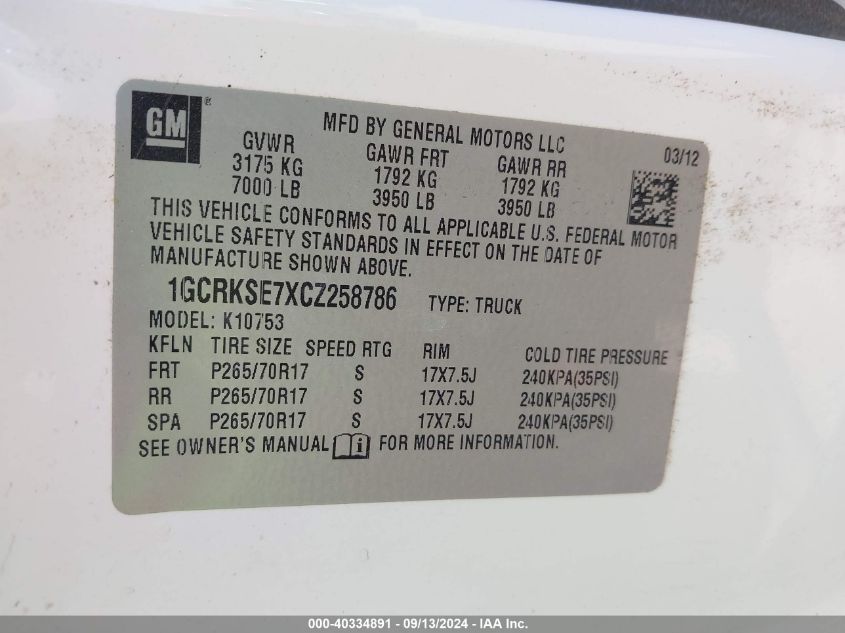 GM®
MFD BY GENERAL MOTORS LLC 03/12
GVWR GAWR FRT GAWR RR
3175 KG 1792 KG 1792 KG
7000 LB 3950 LB 3950 LB
THIS VEHICLE CONFORMS TO ALL APPLICABLE U.S. FEDERAL MOTOR
VEHICLE SAFETY STANDARDS IN EFFECT ON THE DATE OF
MANUFACTURE SHOWN ABOVE.
1GCRKSE7XCZ258786 TYPE: TRUCK
MODEL: K10753
KFLN TIRE SIZE SPEED RTG RIM COLD TIRE PRESSURE
FRT P265/70R17 S 17X7.5J 240KPA(35PSI)
RR P265/70R17 S 17X7.5J 240KPA(35PSI)
SPA P265/70R17 S 17X7.5J 240KPA(35PSI)
SEE OWNER'S MANUAL i FOR MORE INFORMATION.
000-40334891 - 09/13/2024 - IAA Inc.